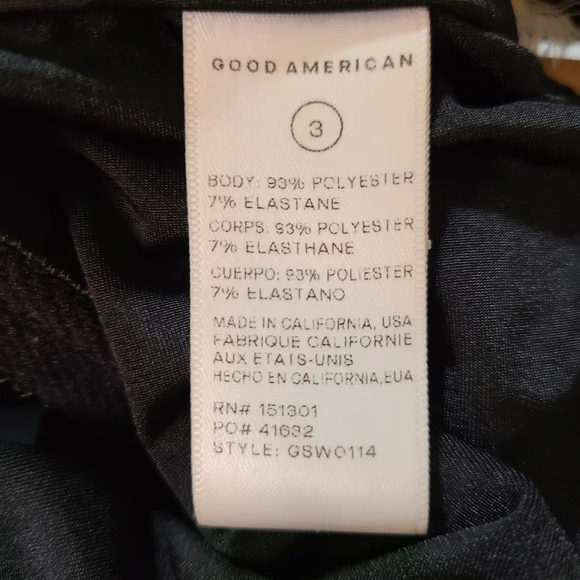 GOOD AMERICAN
3
BODY: 93% POLYESTER
7% ELASTANE
CORPS: 93% POLYESTER
7% ELASTHANE
CUERPO: 93% POLIESTER
7% ELASTANO
MADE IN CALIFORNIA, USA
FABRIQUE CALIFORNIE
AUX ETATS-UNIS
HECHO EN CALIFORNIA, EUA
RN# 151301
PO# 41632
STYLE: GSW0114